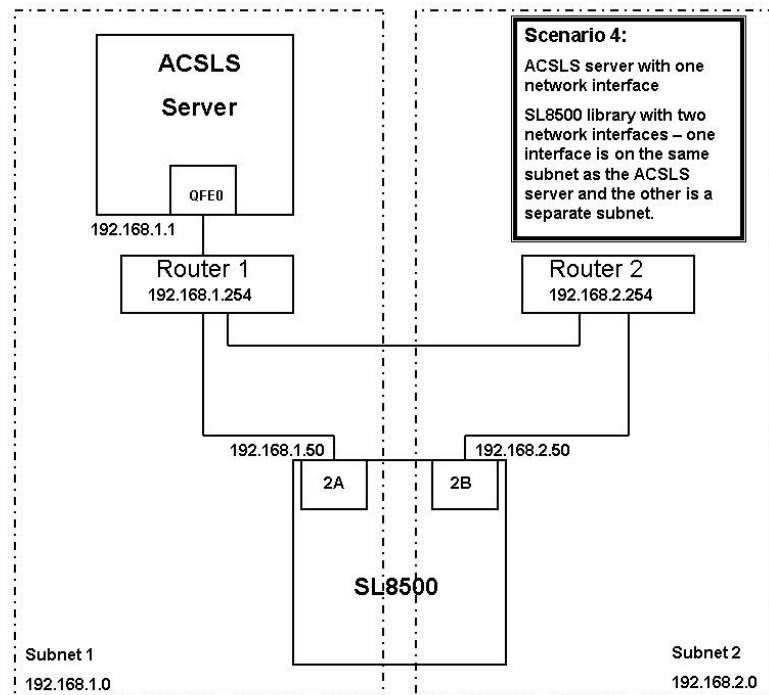 ACSLS
Server
QFE0
192.168.1.1
Scenario 4:
ACSLS server with one
network interface
SL8500 library with two
network interfaces – one
interface is on the same
subnet as the ACSLS
server and the other is a
separate subnet.
Router 1
192.168.1.254
Router 2
192.168.2.254
192.168.1.50
192.168.2.50
2A
2B
SL8500
Subnet 1
192.168.1.0
Subnet 2
192.168.2.0